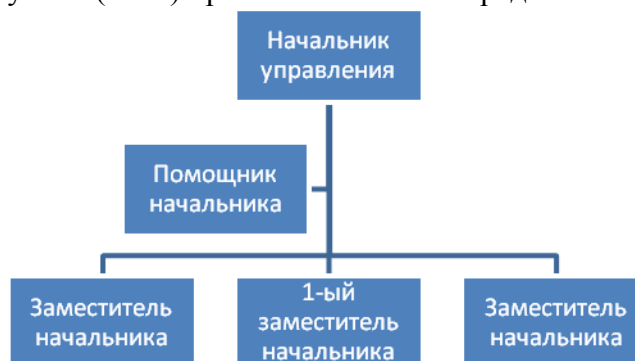 Начальник
управления
Помощник
начальника
Заместитель
начальника
1-ый
заместитель
начальника
Заместитель
начальника